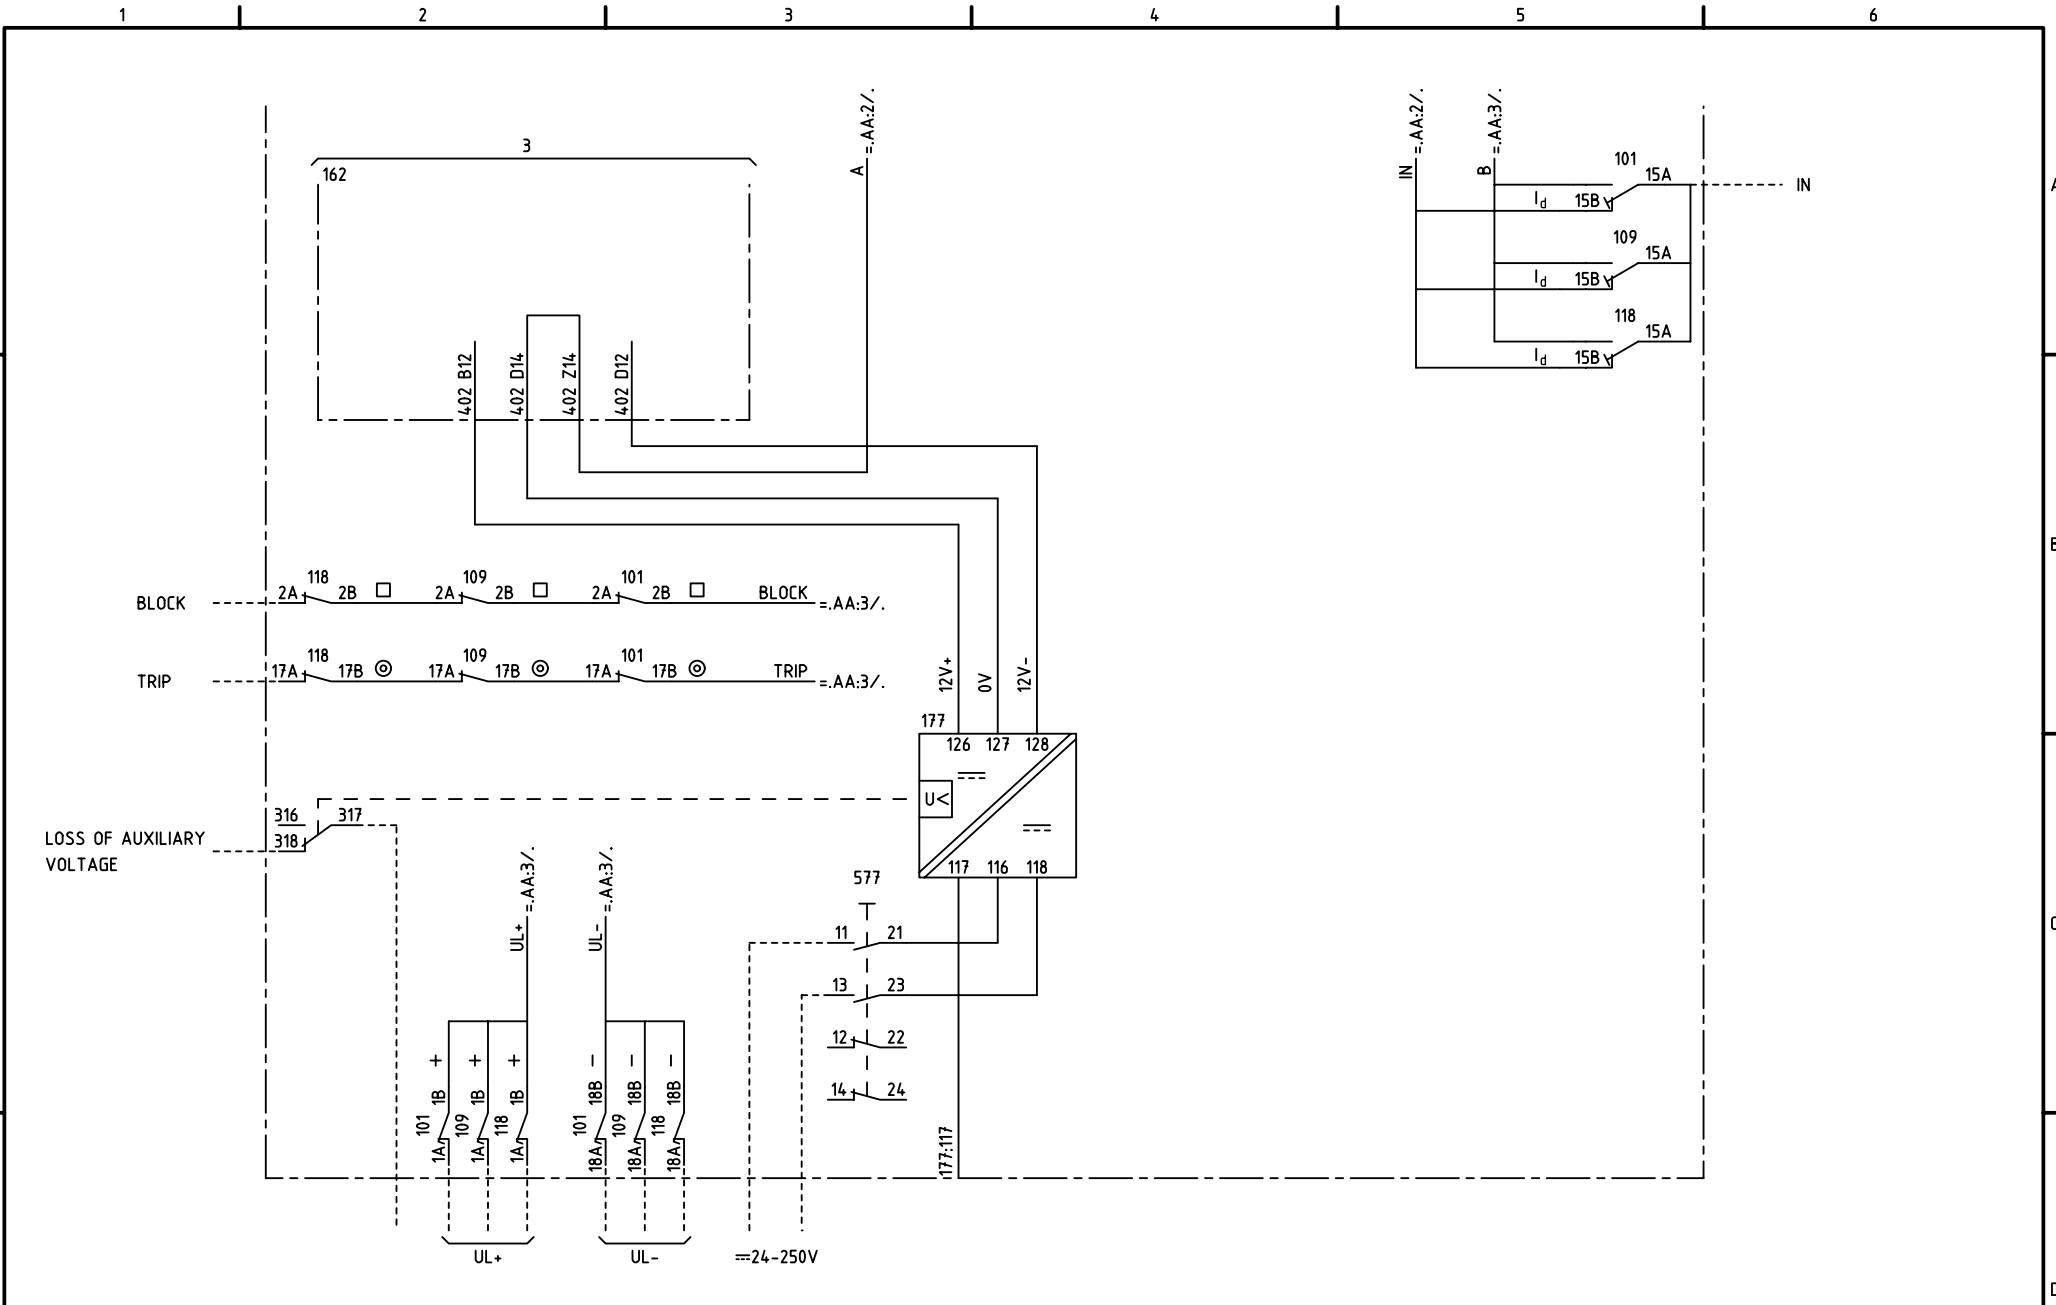 1 2 3 4 5 6
=.AA:2/.
=.AA:2/.
=.AA:3/.
3
162
A
IN
B
101
15A
IN
A
I_d
15B
109
15A
I_d
15B
118
15A
I_d
15B
402 B12
402 D14
402 Z14
402 D12
B
118
109
101
BLOCK
2A
2B
2A
2B
2A
2B
BLOCK
=.AA:3/.
118
109
101
TRIP
17A
17B
17A
17B
17A
17B
TRIP
=.AA:3/.
12V+
0V
12V-
177
126 127 128
U<
316
317
LOSS OF AUXILIARY
VOLTAGE
318
117 116 118
=.AA:3/.
=.AA:3/.
UL+
UL-
577
C
11
21
13
23
12
22
14
24
+
+
+
-
-
-
1B
1B
1B
18B
18B
18B
101
109
118
101
109
118
1A
1A
1A
18A
18A
18A
177:117
UL+
UL-
⎓24-250V